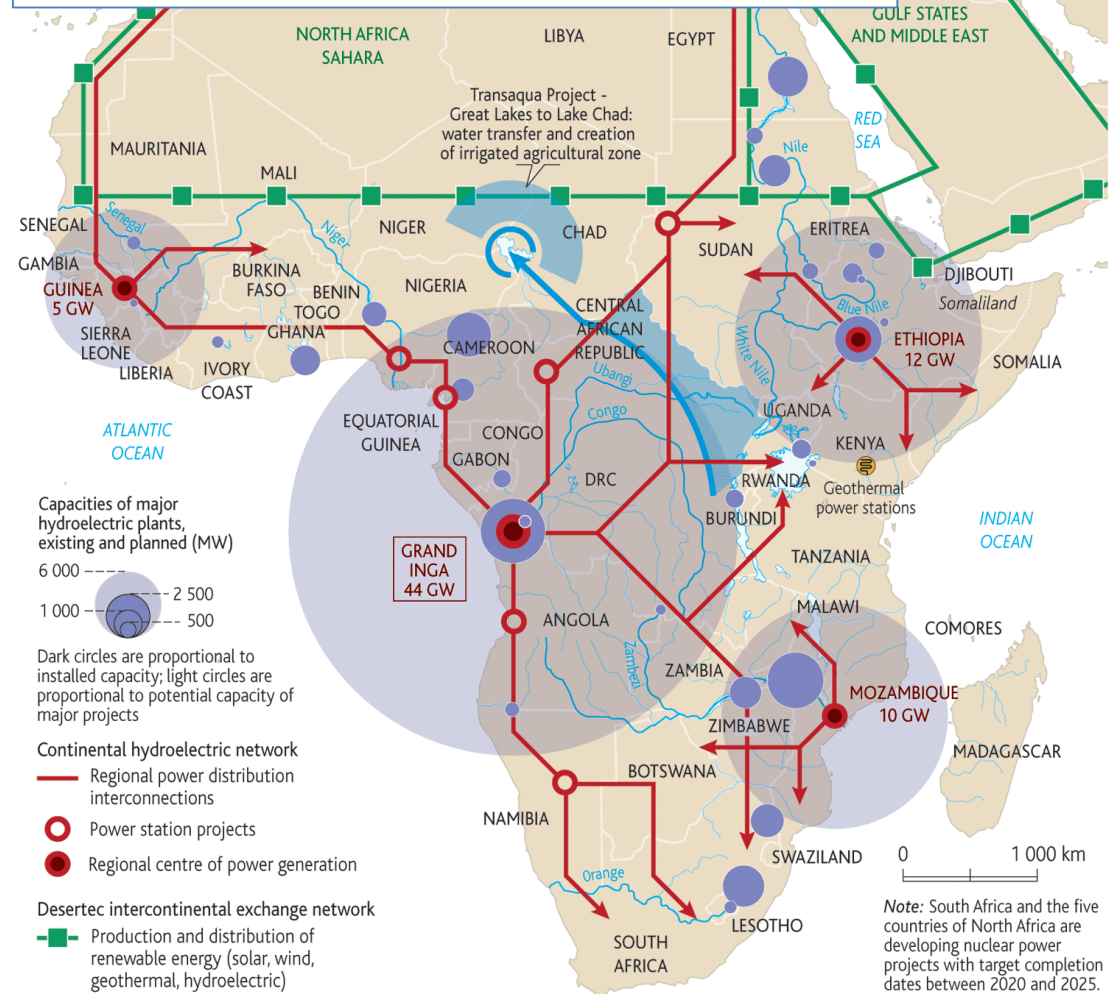 GULF STATES
AND MIDDLE EAST
NORTH AFRICA
SAHARA
LIBYA
EGYPT
Transaqua Project -
Great Lakes to Lake Chad:
water transfer and creation
of irrigated agricultural zone
RED
SEA
MAURITANIA
MALI
Nile
SENEGAL
Senegal
NIGER
Niger
CHAD
SUDAN
ERITREA
GAMBIA
GUINEA
5 GW
BURKINA
FASO
BENIN
NIGERIA
DJIBOUTI
Somaliland
TOGO
GHANA
CENTRAL
AFRICAN
REPUBLIC
Blue Nile
SIERRA
LEONE
LIBERIA
IVORY
COAST
CAMEROON
White Nile
ETHIOPIA
12 GW
SOMALIA
Ubangi
Congo
UGANDA
ATLANTIC
OCEAN
EQUATORIAL
GUINEA
CONGO
GABON
KENYA
DRC
RWANDA
Geothermal
power stations
BURUNDI
INDIAN
OCEAN
Capacities of major
hydroelectric plants,
existing and planned (MW)
6 000
2 500
1 000
500
GRAND
INGA
44 GW
TANZANIA
ANGOLA
MALAWI
COMORES
Dark circles are proportional to
installed capacity; light circles are
proportional to potential capacity of
major projects
Zambezi
ZAMBIA
MOZAMBIQUE
10 GW
ZIMBABWE
MADAGASCAR
Continental hydroelectric network
Regional power distribution
interconnections
BOTSWANA
NAMIBIA
Power station projects
Regional centre of power generation
SWAZILAND
0
1 000 km
Orange
LESOTHO
Desertec intercontinental exchange network
Production and distribution of
renewable energy (solar, wind,
geothermal, hydroelectric)
SOUTH
AFRICA
Note: South Africa and the five
countries of North Africa are
developing nuclear power
projects with target completion
dates between 2020 and 2025.